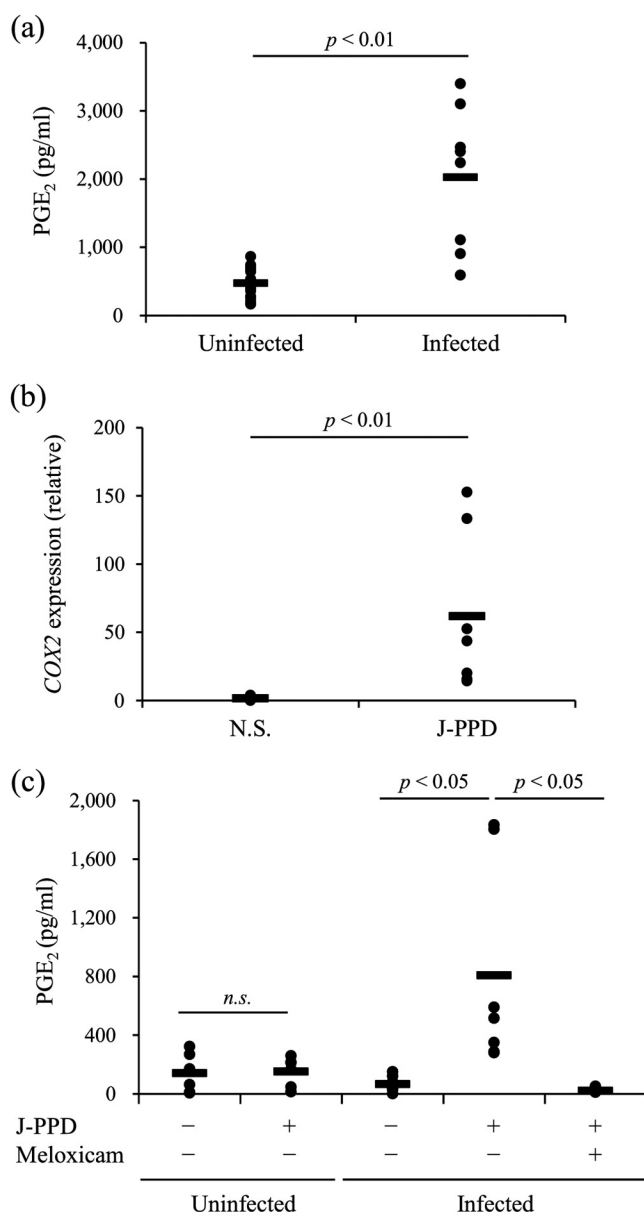 (a)
4,000
3,000
2,000
1,000
0
PGE2 (pg/ml)
p < 0.01
Uninfected Infected
(b)
200
150
100
50
0
COX2 expression (relative)
p < 0.01
N.S. J-PPD
(c)
2,000
1,600
1,200
800
400
0
PGE2 (pg/ml)
n.s.
p < 0.05 p < 0.05
J-PPD − + − + +
Meloxicam − − − − +
Uninfected Infected